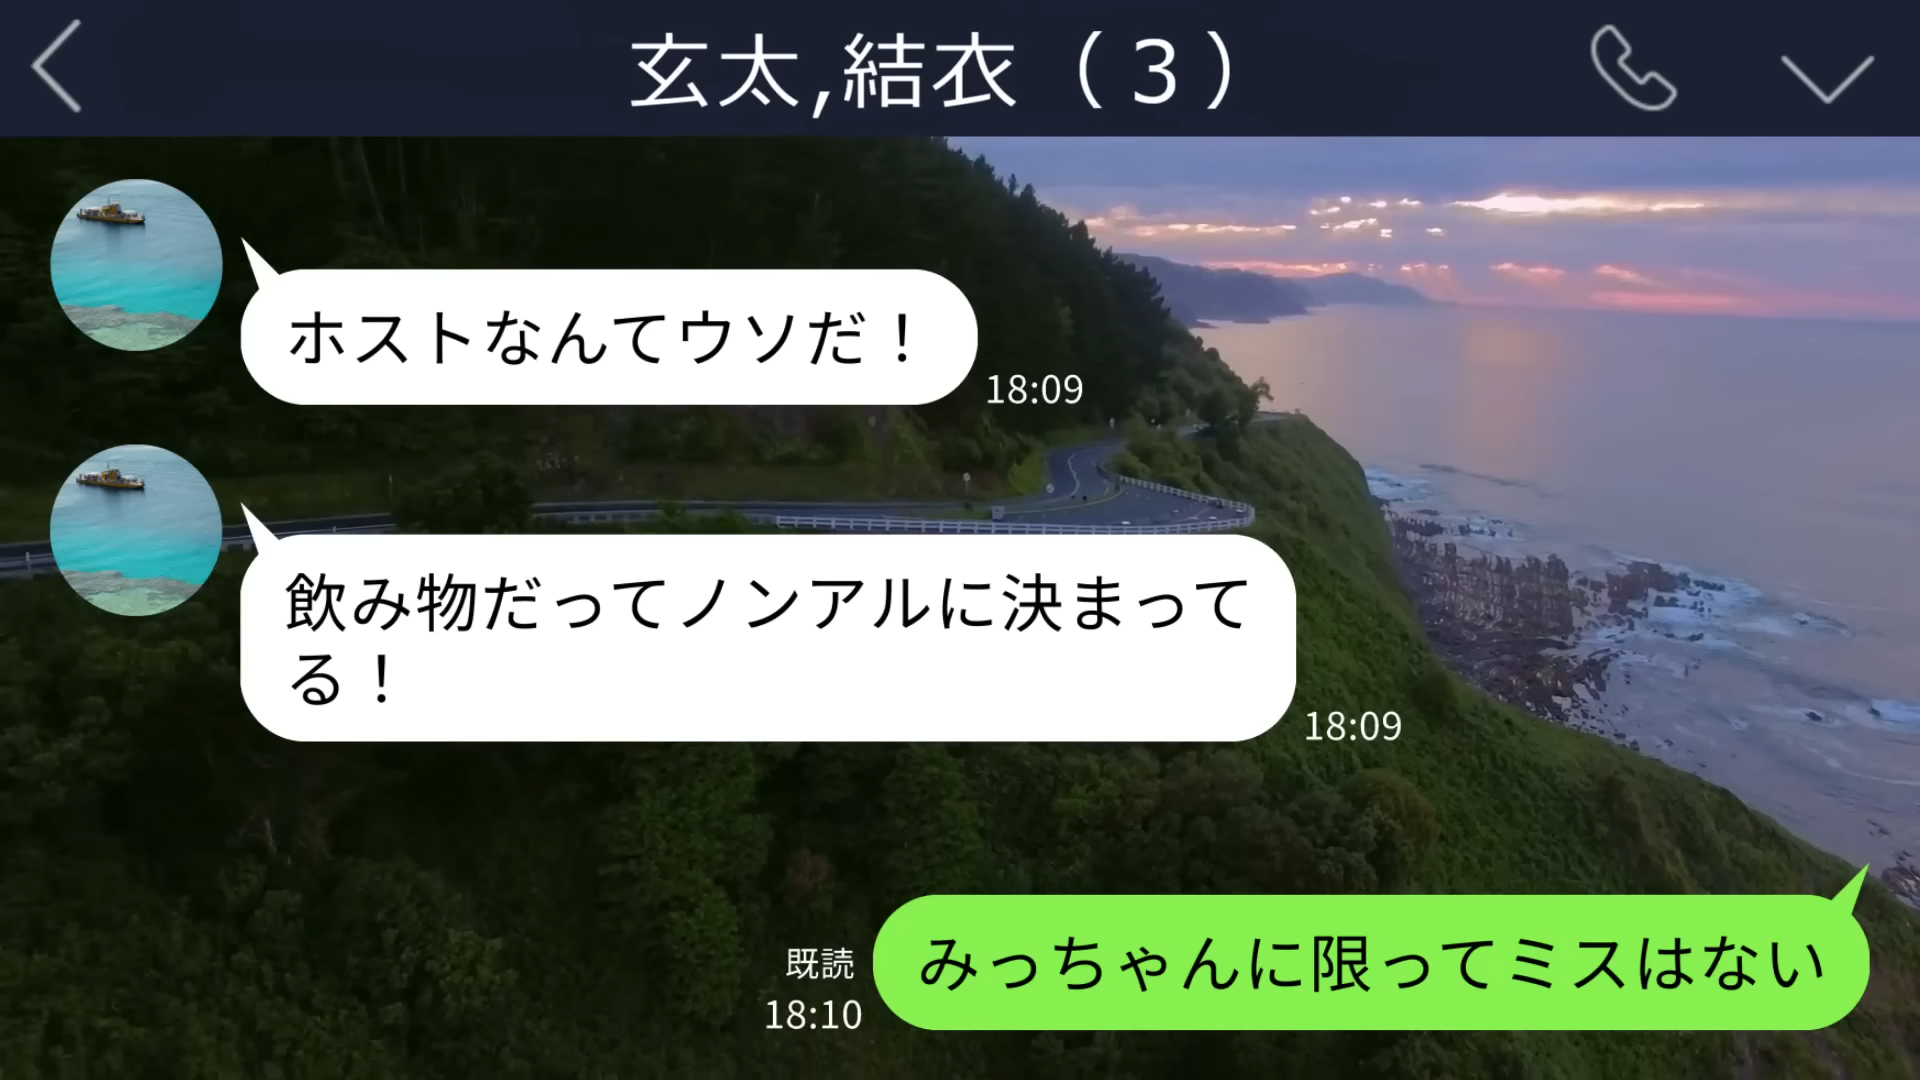 玄太,結衣（３）
ホストなんてウソだ！
18:09
飲み物だってノンアルに決まって
る！
18:09
既読
18:10
みっちゃんに限ってミスはない